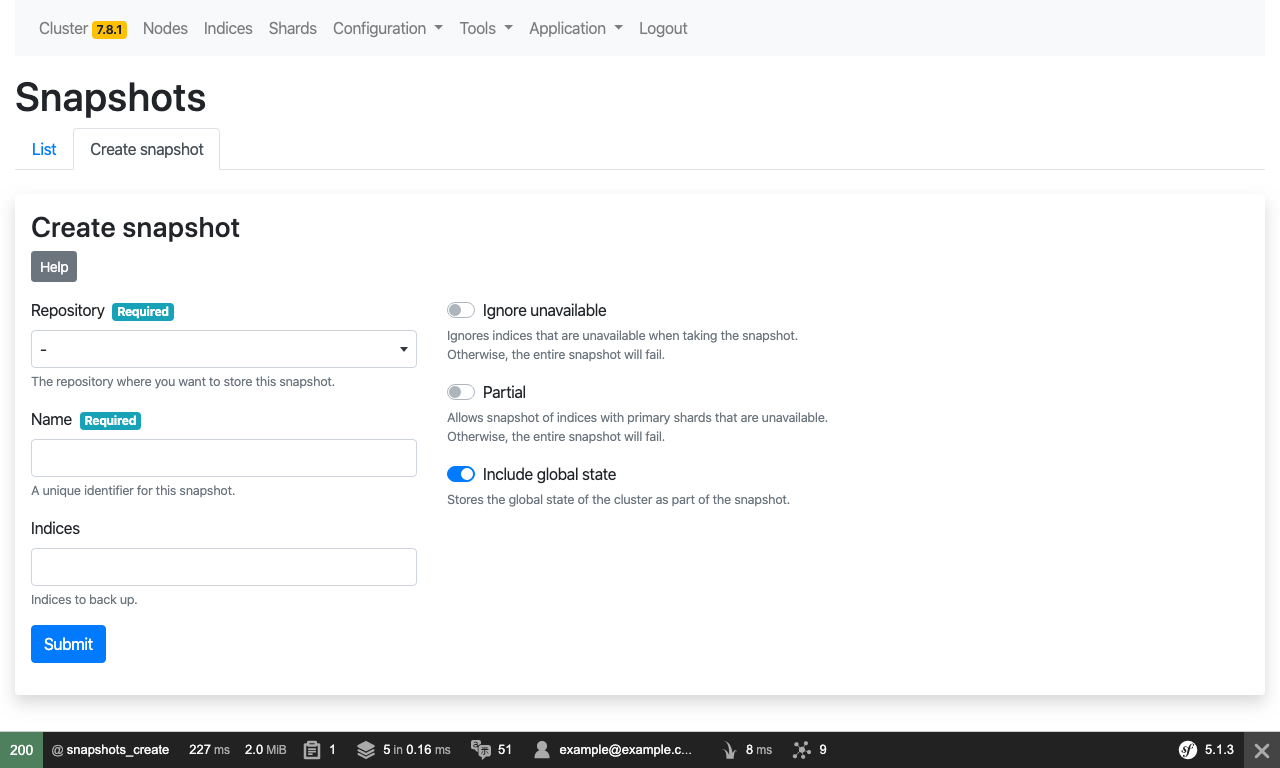 Cluster 7.8.1 Nodes Indices Shards Configuration Tools Application Logout
Snapshots
List Create snapshot
Create snapshot
Help
Repository Required
-
The repository where you want to store this snapshot.
Name Required
A unique identifier for this snapshot.
Indices
Indices to back up.
Submit
Ignore unavailable
Ignores indices that are unavailable when taking the snapshot.
Otherwise, the entire snapshot will fail.
Partial
Allows snapshot of indices with primary shards that are unavailable.
Otherwise, the entire snapshot will fail.
Include global state
Stores the global state of the cluster as part of the snapshot.
200 @ snapshots_create 227 ms 2.0 MiB 1 5 in 0.16 ms 51 example@example.c... 8 ms 9 sf 5.1.3